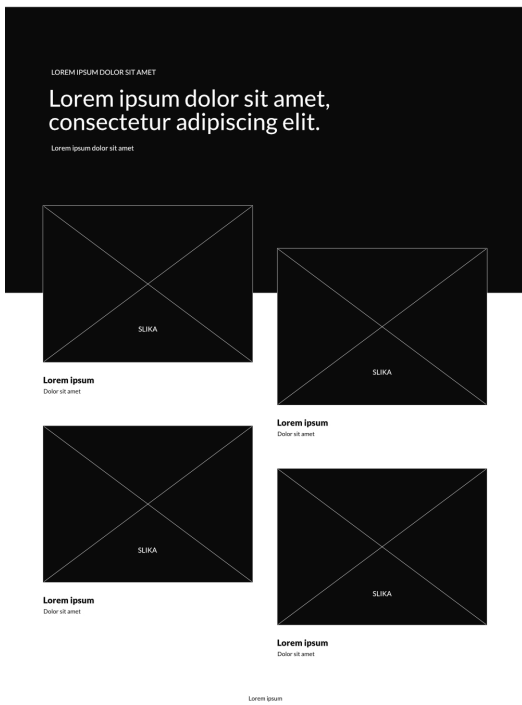 LOREM IPSUM DOLOR SIT AMET
Lorem ipsum dolor sit amet,
consectetur adipiscing elit.
Lorem ipsum dolor sit amet
SLIKA
Lorem ipsum
Dolor sit amet
SLIKA
Lorem ipsum
Dolor sit amet
SLIKA
Lorem ipsum
Dolor sit amet
SLIKA
Lorem ipsum
Dolor sit amet
Lorem ipsum